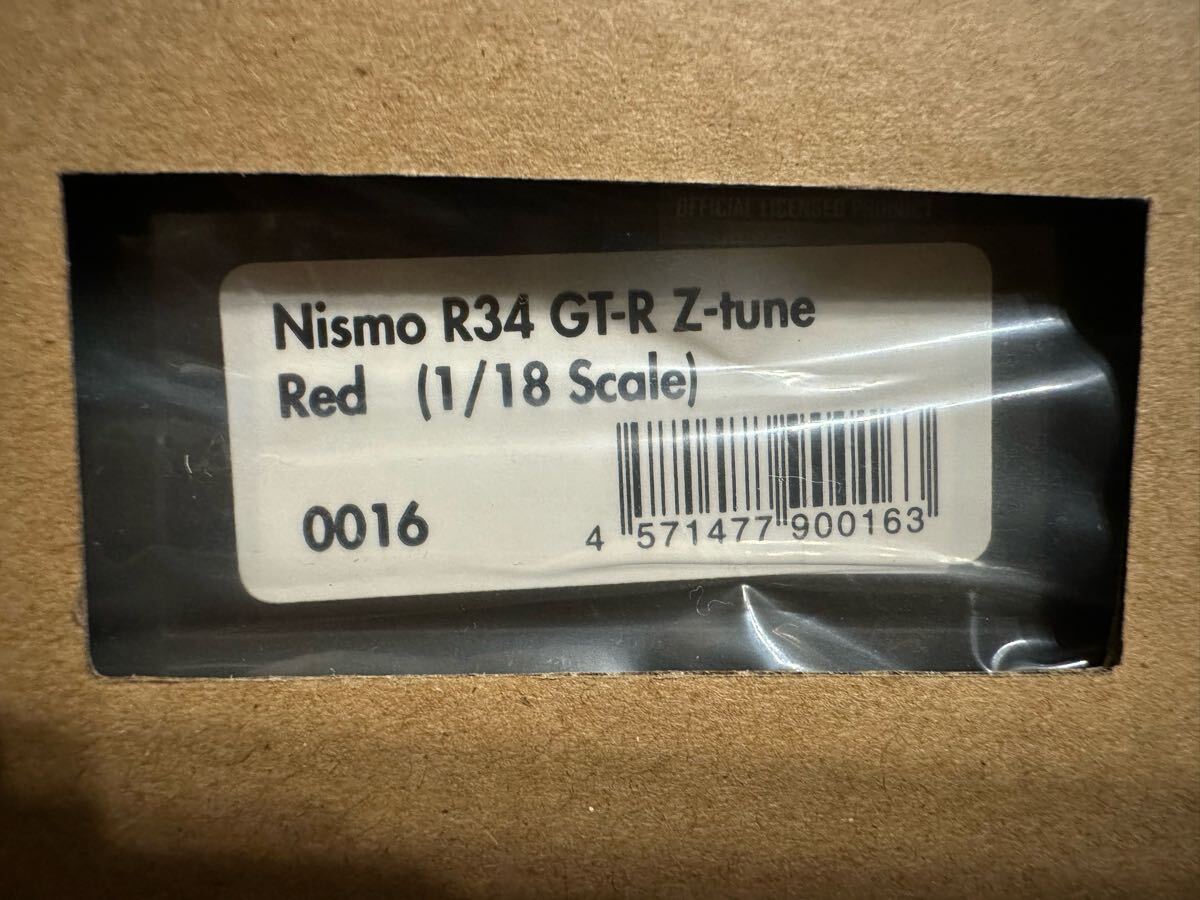 OFFICIAL LICENSED PRODUCT
Nismo R34 GT-R Z-tune
Red (1/18 Scale)
0016
4 571477 900163